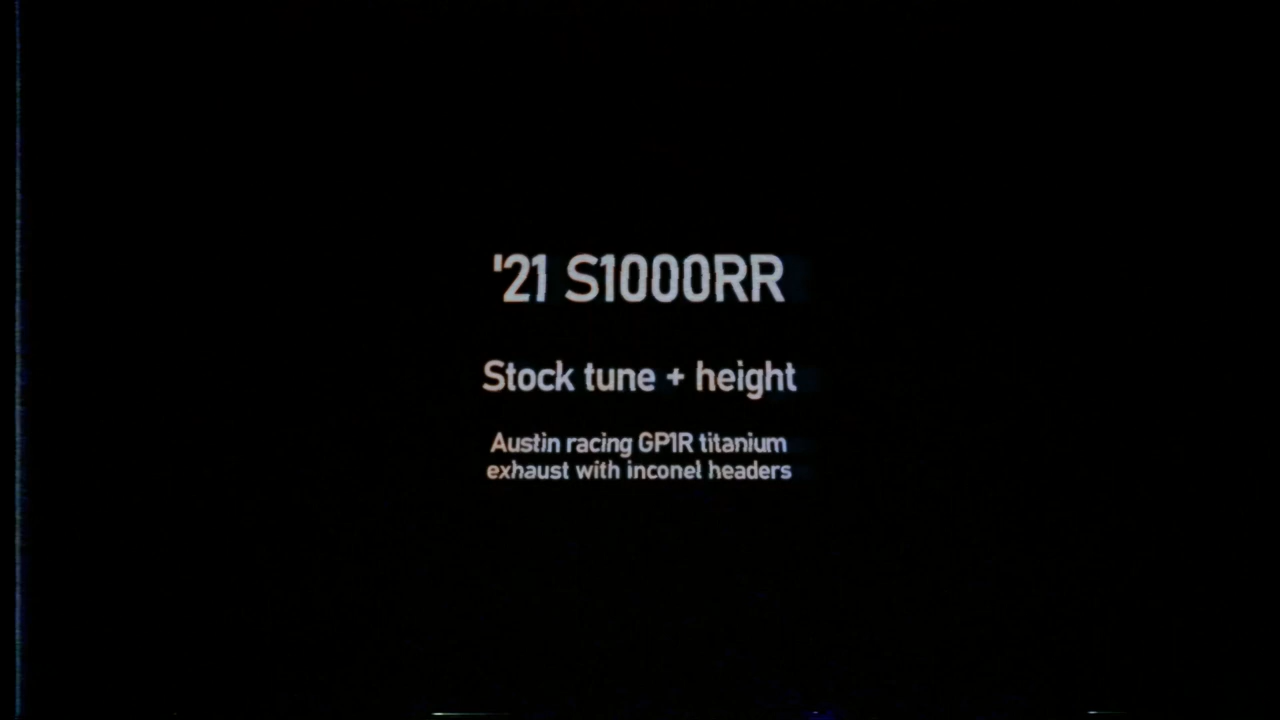 '21 S1000RR
Stock tune + height
Austin racing GP1R titanium
exhaust with inconel headers